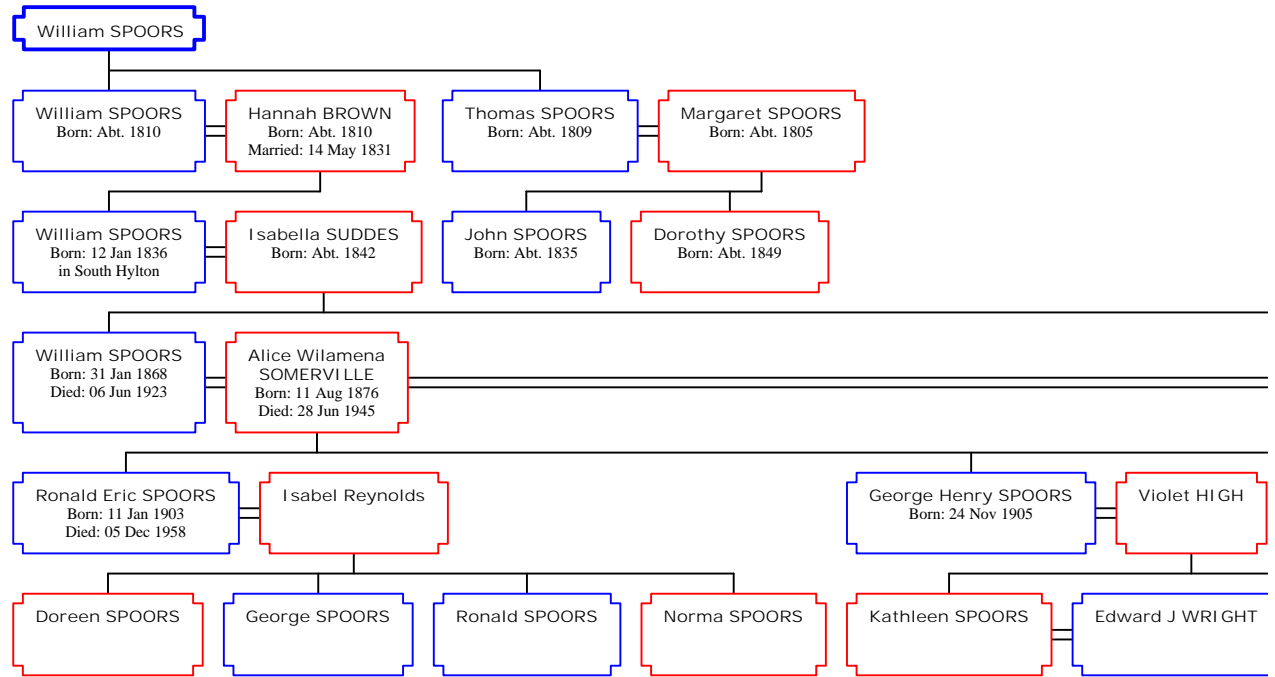 William SPOORS
William SPOORS
Born: Abt. 1810
Hannah BROWN
Born: Abt. 1810
Married: 14 May 1831
Thomas SPOORS
Born: Abt. 1809
Margaret SPOORS
Born: Abt. 1805
William SPOORS
Born: 12 Jan 1836
in South Hylton
Isabella SUDDES
Born: Abt. 1842
John SPOORS
Born: Abt. 1835
Dorothy SPOORS
Born: Abt. 1849
William SPOORS
Born: 31 Jan 1868
Died: 06 Jun 1923
Alice Wilamena
SOMERVILLE
Born: 11 Aug 1876
Died: 28 Jun 1945
Ronald Eric SPOORS
Born: 11 Jan 1903
Died: 05 Dec 1958
Isabel Reynolds
George Henry SPOORS
Born: 24 Nov 1905
Violet HIGH
Doreen SPOORS
George SPOORS
Ronald SPOORS
Norma SPOORS
Kathleen SPOORS
Edward J WRIGHT